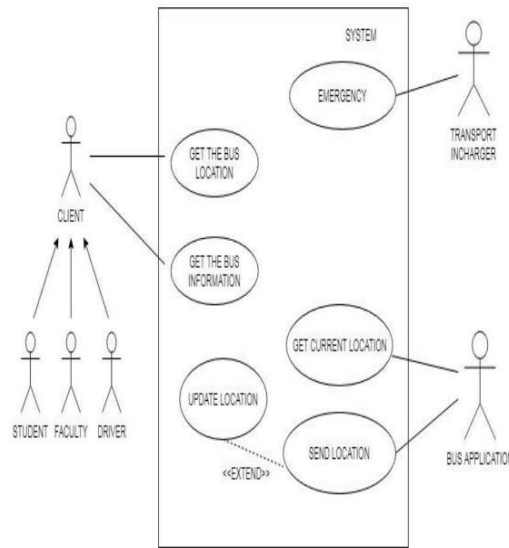 SYSTEM
EMERGENCY
TRANSPORT
INCHARGER
GET THE BUS
LOCATION
CLIENT
GET THE BUS
INFORMATION
GET CURRENT LOCATION
UPDATE LOCATION
STUDENT
FACULTY
DRIVER
SEND LOCATION
BUS APPLICATION
<<EXTEND>>